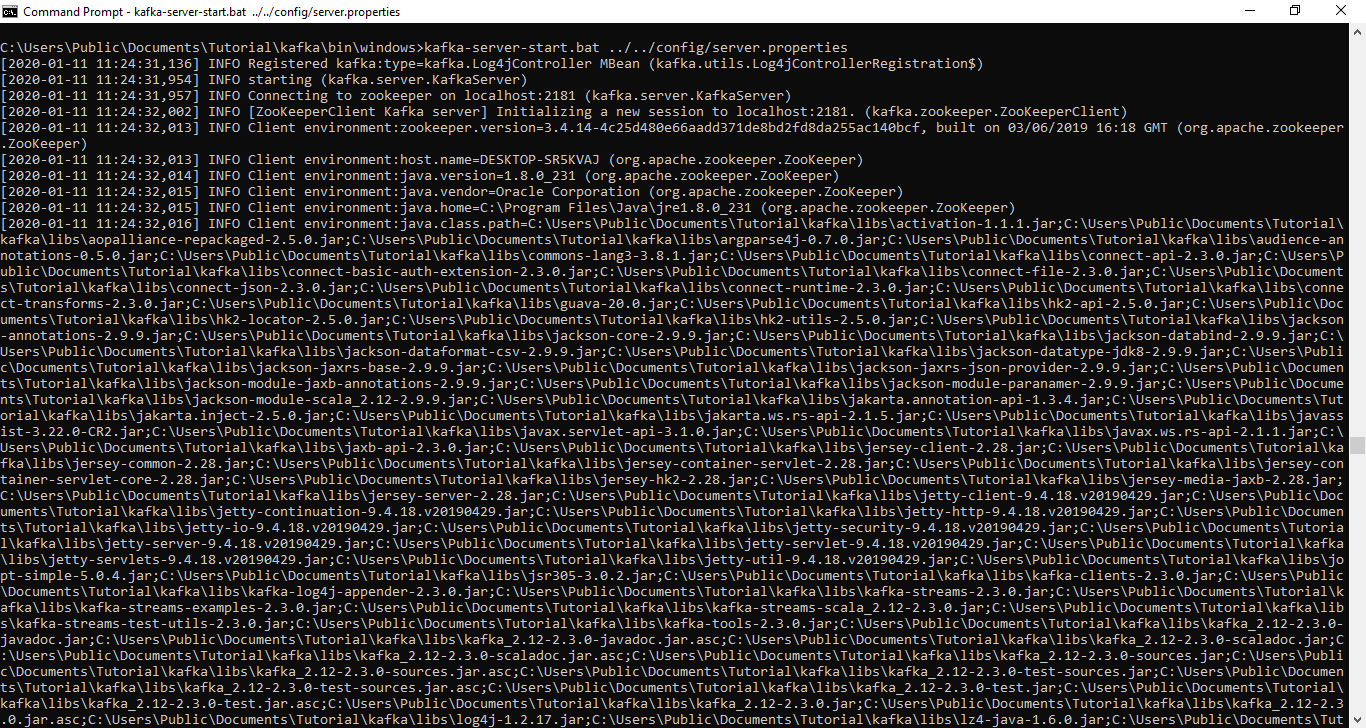 Command Prompt - kafka-server-start.bat ../../config/server.properties
C:\Users\Public\Documents\Tutorial\kafka\bin\windows>kafka-server-start.bat ../../config/server.properties
[2020-01-11 11:24:31,136] INFO Registered kafka:type=kafka.Log4jController MBean (kafka.utils.Log4jControllerRegistration$)
[2020-01-11 11:24:31,954] INFO starting (kafka.server.KafkaServer)
[2020-01-11 11:24:31,957] INFO Connecting to zookeeper on localhost:2181 (kafka.server.KafkaServer)
[2020-01-11 11:24:32,002] INFO [ZooKeeperClient Kafka server] Initializing a new session to localhost:2181. (kafka.zookeeper.ZooKeeperClient)
[2020-01-11 11:24:32,013] INFO Client environment:zookeeper.version=3.4.14-4c25d480e66aadd371de8bd2fd8da255ac140bcf, built on 03/06/2019 16:18 GMT (org.apache.zookeeper
.ZooKeeper)
[2020-01-11 11:24:32,013] INFO Client environment:host.name=DESKTOP-SR5KVAJ (org.apache.zookeeper.ZooKeeper)
[2020-01-11 11:24:32,014] INFO Client environment:java.version=1.8.0_231 (org.apache.zookeeper.ZooKeeper)
[2020-01-11 11:24:32,015] INFO Client environment:java.vendor=Oracle Corporation (org.apache.zookeeper.ZooKeeper)
[2020-01-11 11:24:32,015] INFO Client environment:java.home=C:\Program Files\Java\jre1.8.0_231 (org.apache.zookeeper.ZooKeeper)
[2020-01-11 11:24:32,016] INFO Client environment:java.class.path=C:\Users\Public\Documents\Tutorial\kafka\libs\activation-1.1.1.jar;C:\Users\Public\Documents\Tutorial\
kafka\libs\aopalliance-repackaged-2.5.0.jar;C:\Users\Public\Documents\Tutorial\kafka\libs\argparse4j-0.7.0.jar;C:\Users\Public\Documents\Tutorial\kafka\libs\audience-an
notations-0.5.0.jar;C:\Users\Public\Documents\Tutorial\kafka\libs\commons-lang3-3.8.1.jar;C:\Users\Public\Documents\Tutorial\kafka\libs\connect-api-2.3.0.jar;C:\Users\P
ublic\Documents\Tutorial\kafka\libs\connect-basic-auth-extension-2.3.0.jar;C:\Users\Public\Documents\Tutorial\kafka\libs\connect-file-2.3.0.jar;C:\Users\Public\Document
s\Tutorial\kafka\libs\connect-json-2.3.0.jar;C:\Users\Public\Documents\Tutorial\kafka\libs\connect-runtime-2.3.0.jar;C:\Users\Public\Documents\Tutorial\kafka\libs\conne
ct-transforms-2.3.0.jar;C:\Users\Public\Documents\Tutorial\kafka\libs\guava-20.0.jar;C:\Users\Public\Documents\Tutorial\kafka\libs\hk2-api-2.5.0.jar;C:\Users\Public\Doc
uments\Tutorial\kafka\libs\hk2-locator-2.5.0.jar;C:\Users\Public\Documents\Tutorial\kafka\libs\hk2-utils-2.5.0.jar;C:\Users\Public\Documents\Tutorial\kafka\libs\jackson
-annotations-2.9.9.jar;C:\Users\Public\Documents\Tutorial\kafka\libs\jackson-core-2.9.9.jar;C:\Users\Public\Documents\Tutorial\kafka\libs\jackson-databind-2.9.9.jar;C:\
Users\Public\Documents\Tutorial\kafka\libs\jackson-dataformat-csv-2.9.9.jar;C:\Users\Public\Documents\Tutorial\kafka\libs\jackson-datatype-jdk8-2.9.9.jar;C:\Users\Publi
c\Documents\Tutorial\kafka\libs\jackson-jaxrs-base-2.9.9.jar;C:\Users\Public\Documents\Tutorial\kafka\libs\jackson-jaxrs-json-provider-2.9.9.jar;C:\Users\Public\Documen
ts\Tutorial\kafka\libs\jackson-module-jaxb-annotations-2.9.9.jar;C:\Users\Public\Documents\Tutorial\kafka\libs\jackson-module-paranamer-2.9.9.jar;C:\Users\Public\Docume
nts\Tutorial\kafka\libs\jackson-module-scala_2.12-2.9.9.jar;C:\Users\Public\Documents\Tutorial\kafka\libs\jakarta.annotation-api-1.3.4.jar;C:\Users\Public\Documents\Tut
orial\kafka\libs\jakarta.inject-2.5.0.jar;C:\Users\Public\Documents\Tutorial\kafka\libs\jakarta.ws.rs-api-2.1.5.jar;C:\Users\Public\Documents\Tutorial\kafka\libs\javass
ist-3.22.0-CR2.jar;C:\Users\Public\Documents\Tutorial\kafka\libs\javax.servlet-api-3.1.0.jar;C:\Users\Public\Documents\Tutorial\kafka\libs\javax.ws.rs-api-2.1.1.jar;C:\
Users\Public\Documents\Tutorial\kafka\libs\jaxb-api-2.3.0.jar;C:\Users\Public\Documents\Tutorial\kafka\libs\jersey-client-2.28.jar;C:\Users\Public\Documents\Tutorial\ka
fka\libs\jersey-common-2.28.jar;C:\Users\Public\Documents\Tutorial\kafka\libs\jersey-container-servlet-2.28.jar;C:\Users\Public\Documents\Tutorial\kafka\libs\jersey-con
tainer-servlet-core-2.28.jar;C:\Users\Public\Documents\Tutorial\kafka\libs\jersey-hk2-2.28.jar;C:\Users\Public\Documents\Tutorial\kafka\libs\jersey-media-jaxb-2.28.jar;
C:\Users\Public\Documents\Tutorial\kafka\libs\jersey-server-2.28.jar;C:\Users\Public\Documents\Tutorial\kafka\libs\jetty-client-9.4.18.v20190429.jar;C:\Users\Public\Doc
uments\Tutorial\kafka\libs\jetty-continuation-9.4.18.v20190429.jar;C:\Users\Public\Documents\Tutorial\kafka\libs\jetty-http-9.4.18.v20190429.jar;C:\Users\Public\Documen
ts\Tutorial\kafka\libs\jetty-io-9.4.18.v20190429.jar;C:\Users\Public\Documents\Tutorial\kafka\libs\jetty-security-9.4.18.v20190429.jar;C:\Users\Public\Documents\Tutoria
l\kafka\libs\jetty-server-9.4.18.v20190429.jar;C:\Users\Public\Documents\Tutorial\kafka\libs\jetty-servlet-9.4.18.v20190429.jar;C:\Users\Public\Documents\Tutorial\kafka
\libs\jetty-servlets-9.4.18.v20190429.jar;C:\Users\Public\Documents\Tutorial\kafka\libs\jetty-util-9.4.18.v20190429.jar;C:\Users\Public\Documents\Tutorial\kafka\libs\jo
pt-simple-5.0.4.jar;C:\Users\Public\Documents\Tutorial\kafka\libs\jsr305-3.0.2.jar;C:\Users\Public\Documents\Tutorial\kafka\libs\kafka-clients-2.3.0.jar;C:\Users\Public
\Documents\Tutorial\kafka\libs\kafka-log4j-appender-2.3.0.jar;C:\Users\Public\Documents\Tutorial\kafka\libs\kafka-streams-2.3.0.jar;C:\Users\Public\Documents\Tutorial\k
afka\libs\kafka-streams-examples-2.3.0.jar;C:\Users\Public\Documents\Tutorial\kafka\libs\kafka-streams-scala_2.12-2.3.0.jar;C:\Users\Public\Documents\Tutorial\kafka\lib
s\kafka-streams-test-utils-2.3.0.jar;C:\Users\Public\Documents\Tutorial\kafka\libs\kafka-tools-2.3.0.jar;C:\Users\Public\Documents\Tutorial\kafka\libs\kafka_2.12-2.3.0-
javadoc.jar;C:\Users\Public\Documents\Tutorial\kafka\libs\kafka_2.12-2.3.0-javadoc.jar.asc;C:\Users\Public\Documents\Tutorial\kafka\libs\kafka_2.12-2.3.0-scaladoc.jar;C
:\Users\Public\Documents\Tutorial\kafka\libs\kafka_2.12-2.3.0-scaladoc.jar.asc;C:\Users\Public\Documents\Tutorial\kafka\libs\kafka_2.12-2.3.0-sources.jar;C:\Users\Publi
c\Documents\Tutorial\kafka\libs\kafka_2.12-2.3.0-sources.jar.asc;C:\Users\Public\Documents\Tutorial\kafka\libs\kafka_2.12-2.3.0-test-sources.jar;C:\Users\Public\Documen
ts\Tutorial\kafka\libs\kafka_2.12-2.3.0-test-sources.jar.asc;C:\Users\Public\Documents\Tutorial\kafka\libs\kafka_2.12-2.3.0-test.jar;C:\Users\Public\Documents\Tutorial\
kafka\libs\kafka_2.12-2.3.0-test.jar.asc;C:\Users\Public\Documents\Tutorial\kafka\libs\kafka_2.12-2.3.0.jar;C:\Users\Public\Documents\Tutorial\kafka\libs\kafka_2.12-2.3
.0.jar.asc;C:\Users\Public\Documents\Tutorial\kafka\libs\log4j-1.2.17.jar;C:\Users\Public\Documents\Tutorial\kafka\libs\lz4-java-1.6.0.jar;C:\Users\Public\Documents\Tut